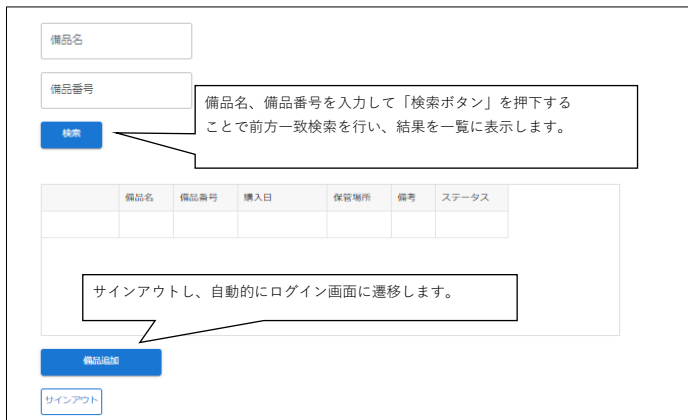 備品名
備品番号
備品名、備品番号を入力して「検索ボタン」を押下する
ことで前方一致検索を行い、結果を一覧に表示します。
検索
備品名 備品番号 購入日 保管場所 備考 ステータス
サインアウトし、自動的にログイン画面に遷移します。
備品追加
サインアウト